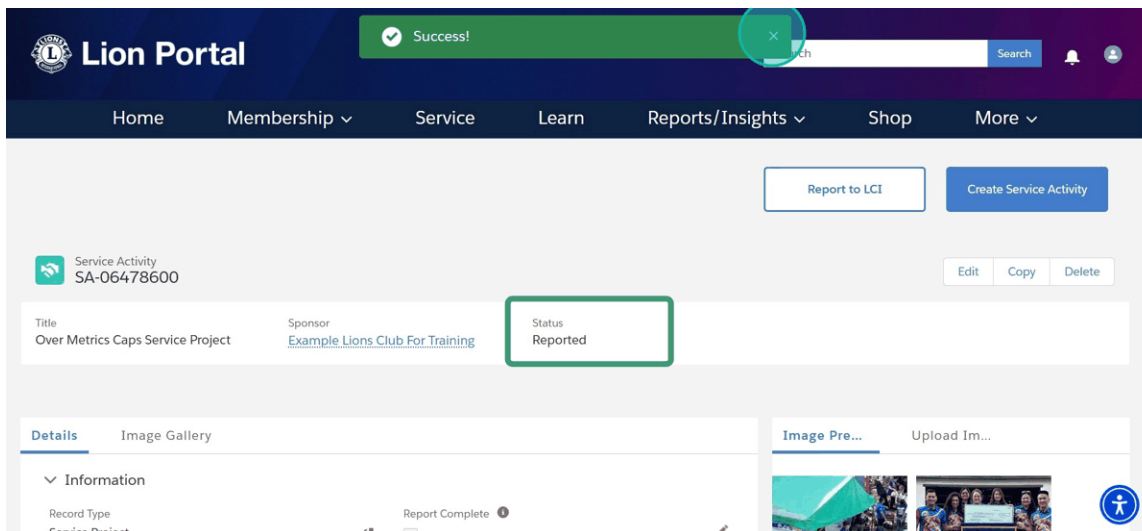 Success!
Lion Portal
Search
Home Membership Service Learn Reports/Insights Shop More
Report to LCI Create Service Activity
Service Activity
SA-06478600
Edit Copy Delete
Title Sponsor Status
Over Metrics Caps Service Project Example Lions Club For Training Reported
Details Image Gallery Image Pre... Upload Im...
Information
Record Type Report Complete
Service Project